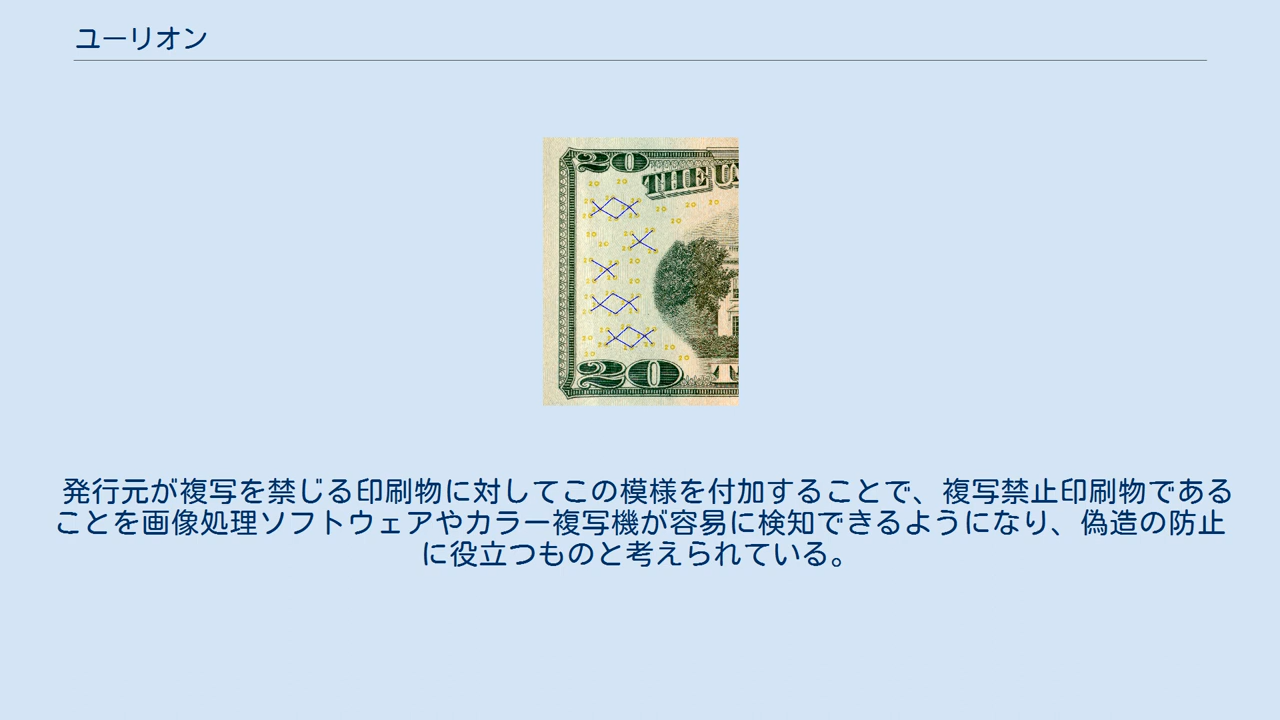 ユーリオン
20
THE UN
20
T
発行元が複写を禁じる印刷物に対してこの模様を付加することで、複写禁止印刷物である
ことを画像処理ソフトウェアやカラー複写機が容易に検知できるようになり、偽造の防止
に役立つものと考えられている。